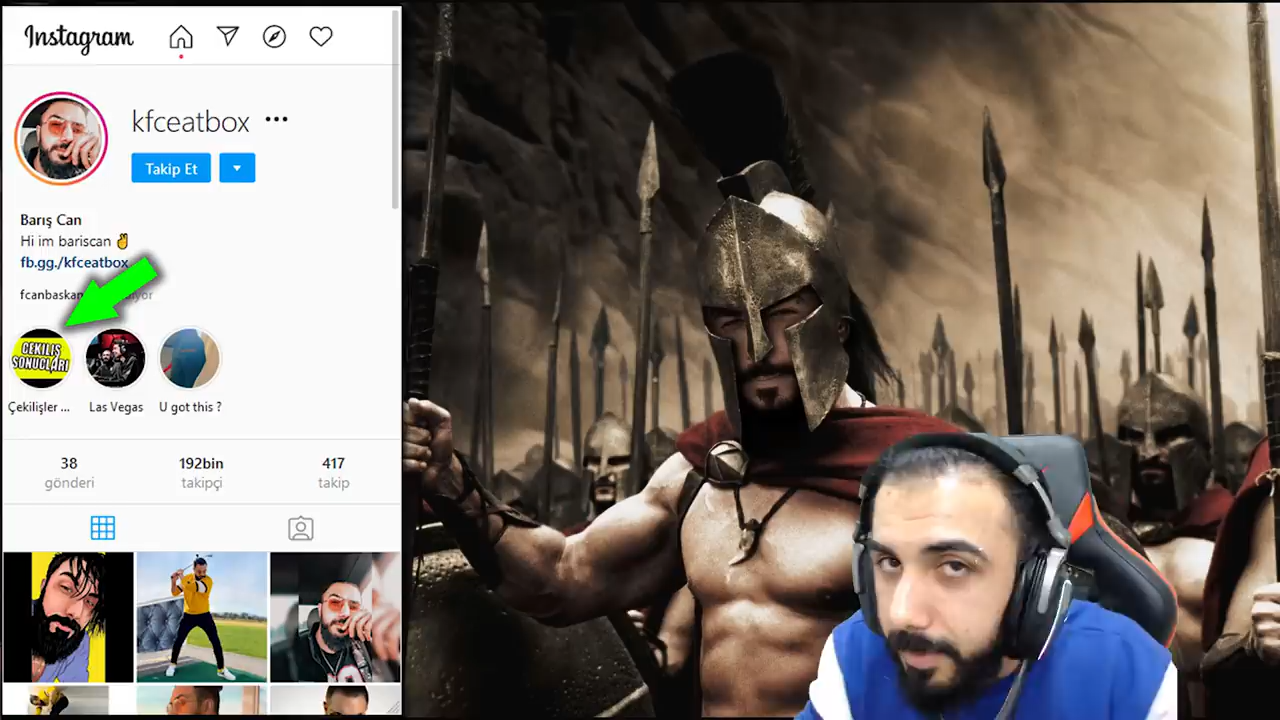 Instagram
kfceatbox
Takip Et
Barış Can
Hi im bariscan ✌
fb.gg./kfceatbox
fcanbaskan
ÇEKİLİŞ
SONUÇLARI
Çekilişler ...
Las Vegas
U got this ?
38
192bin
417
gönderi
takipçi
takip